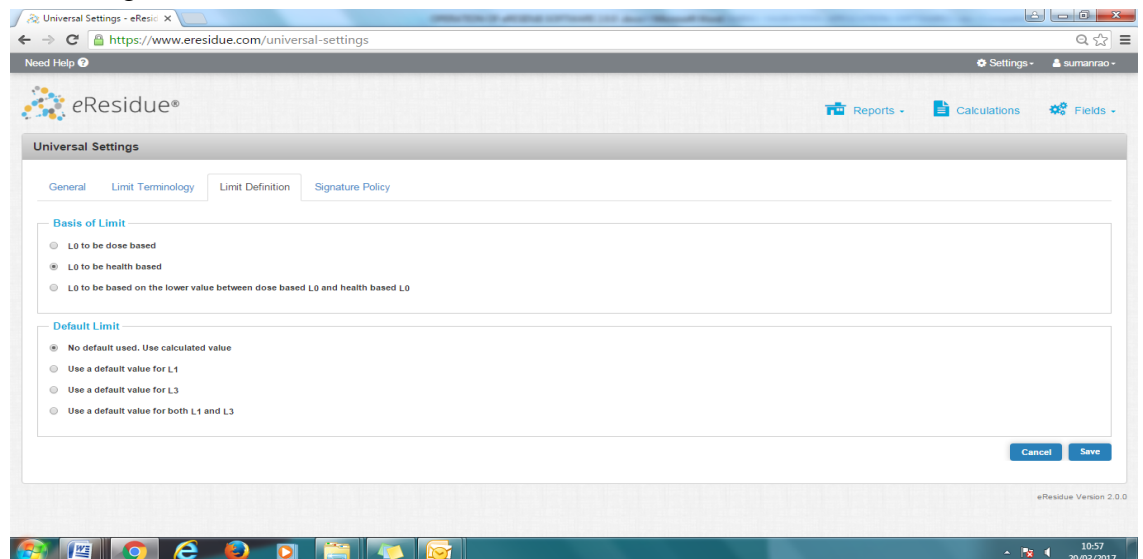 Universal Settings - eResid
https://www.eresidue.com/universal-settings
Need Help
Settings
sumanrao
eResidue®
Reports
Calculations
Fields
Universal Settings
General Limit Terminology Limit Definition Signature Policy
Basis of Limit
L0 to be dose based
L0 to be health based
L0 to be based on the lower value between dose based L0 and health based L0
Default Limit
No default used. Use calculated value
Use a default value for L1
Use a default value for L3
Use a default value for both L1 and L3
Cancel Save
eResidue Version 2.0.0
10:57
20/03/2017